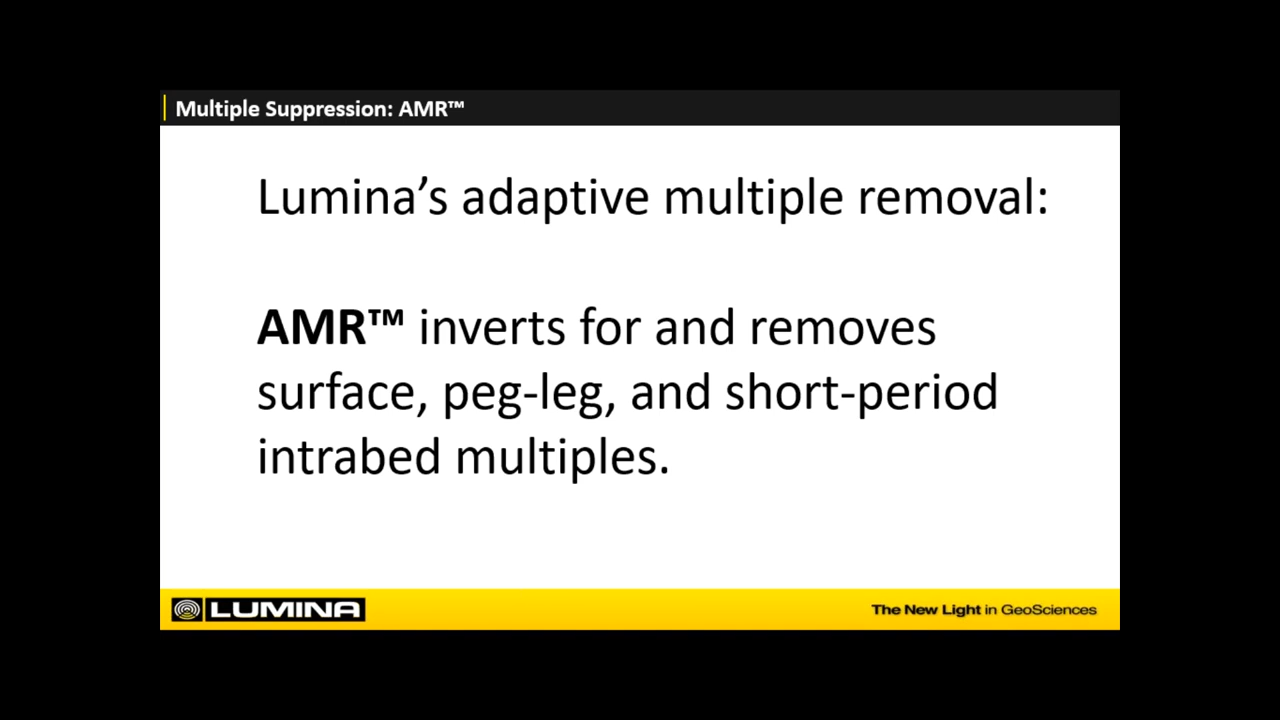 Multiple Suppression: AMR™
Lumina’s adaptive multiple removal:
AMR™ inverts for and removes
surface, peg-leg, and short-period
intrabed multiples.
LUMINA
The New Light in GeoSciences